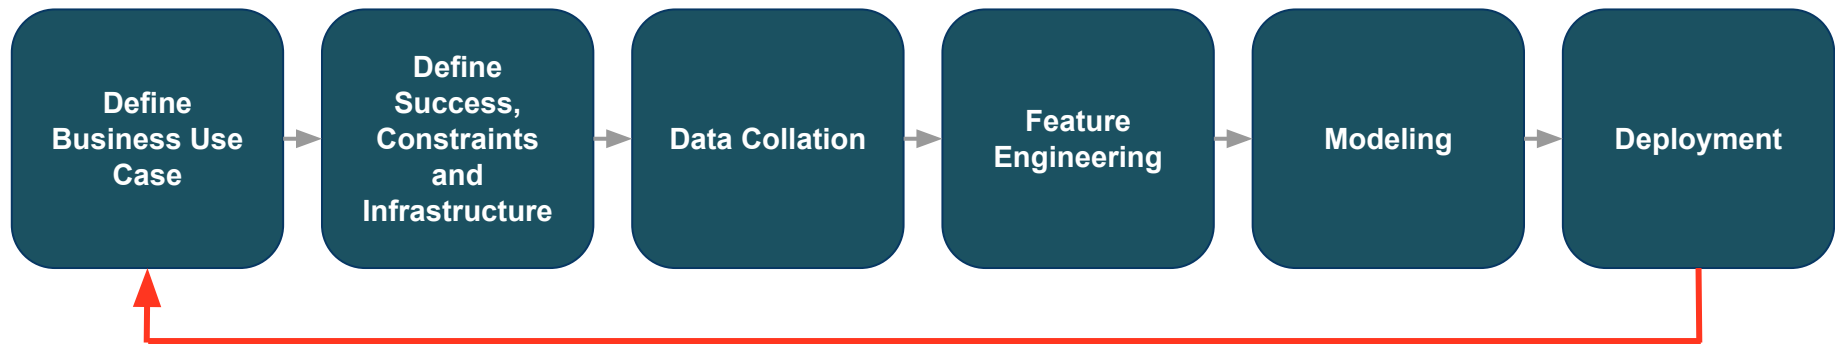 Define
Business Use
Case
Define
Success,
Constraints
and
Infrastructure
Data Collation
Feature
Engineering
Modeling
Deployment